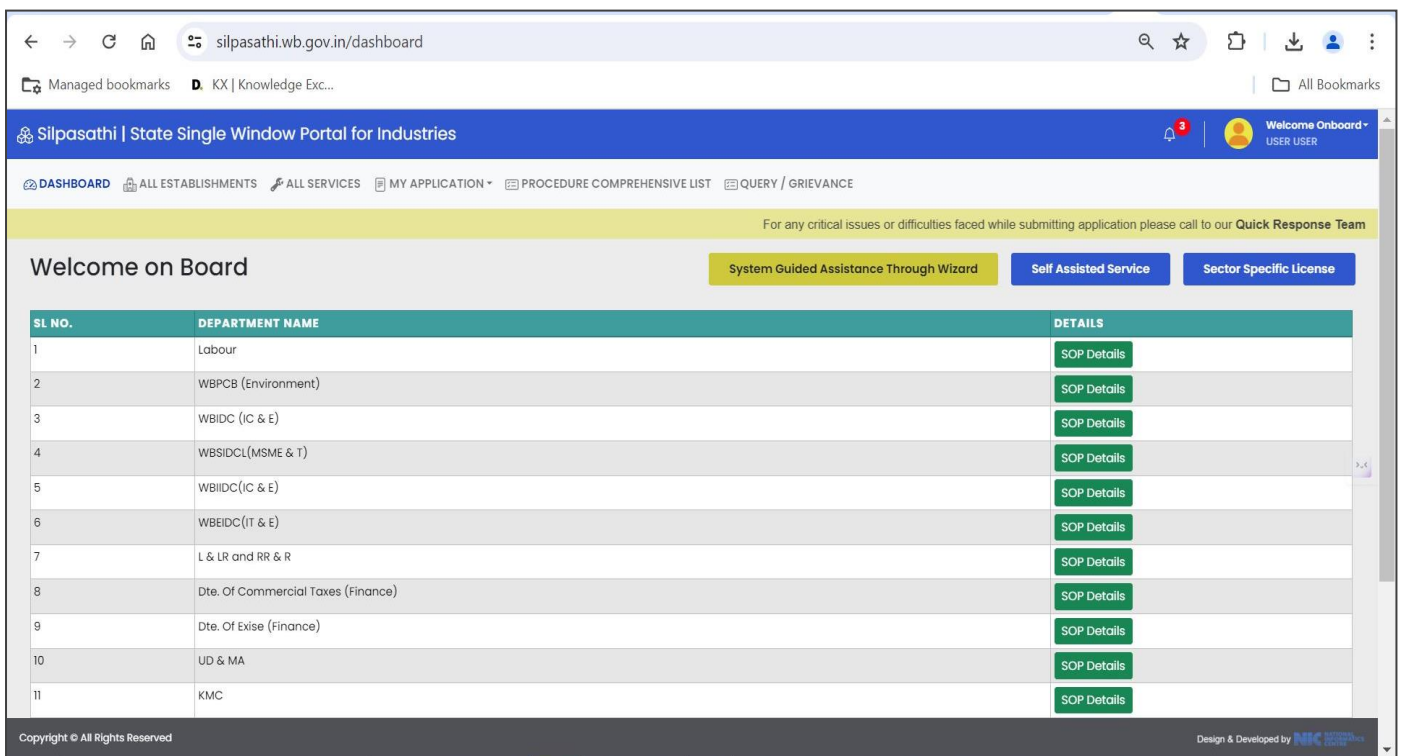 silpasathi.wb.gov.in/dashboard
Managed bookmarks D. KX | Knowledge Exc... All Bookmarks
Silpasathi | State Single Window Portal for Industries 3 Welcome Onboard
USER USER
DASHBOARD ALL ESTABLISHMENTS ALL SERVICES MY APPLICATION PROCEDURE COMPREHENSIVE LIST QUERY / GRIEVANCE
For any critical issues or difficulties faced while submitting application please call to our Quick Response Team
Welcome on Board System Guided Assistance Through Wizard Self Assisted Service Sector Specific License
SL NO. DEPARTMENT NAME DETAILS
1 Labour SOP Details
2 WBPCB (Environment) SOP Details
3 WBIDC (IC & E) SOP Details
4 WBSIDCL(MSME & T) SOP Details
5 WBIIDC(IC & E) SOP Details
6 WBEIDC(IT & E) SOP Details
7 L & LR and RR & R SOP Details
8 Dte. Of Commercial Taxes (Finance) SOP Details
9 Dte. Of Exise (Finance) SOP Details
10 UD & MA SOP Details
11 KMC SOP Details
Copyright © All Rights Reserved Design & Developed by NIC